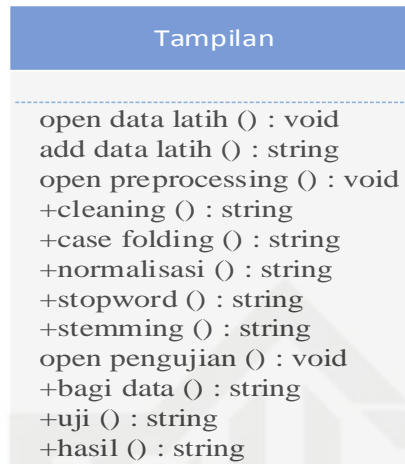 Tampilan
open data latih () : void
add data latih () : string
open preprocessing () : void
+cleaning () : string
+case folding () : string
+normalisasi () : string
+stopword () : string
+stemming () : string
open pengujian () : void
+bagi data () : string
+uji () : string
+hasil () : string